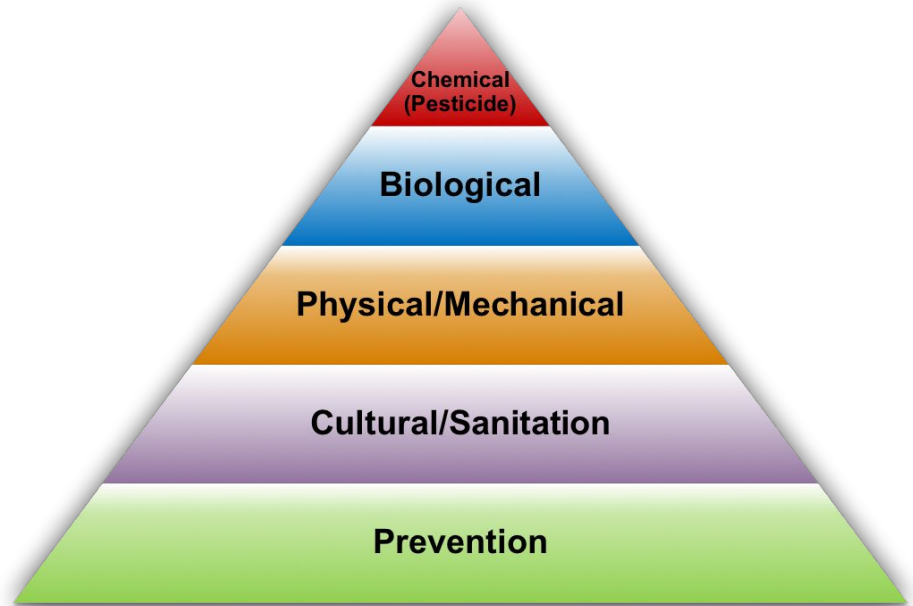 Chemical
(Pesticide)
Biological
Physical/Mechanical
Cultural/Sanitation
Prevention